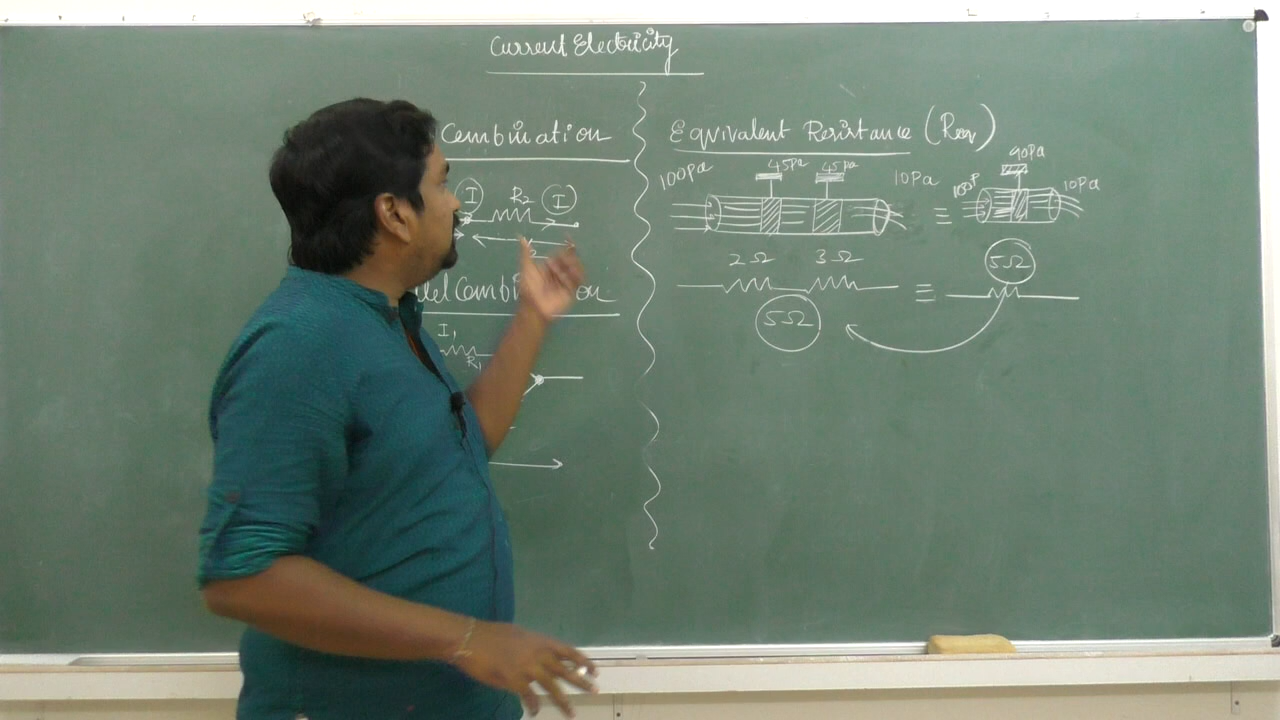 Current Electricity
Combination
I R2 I
Combination
I1
R1
Equivalent Resistance (Req)
100Pa 45Pa 45Pa 10Pa
90Pa
100P 10Pa
2Ω 3Ω ≡ 5Ω
5Ω